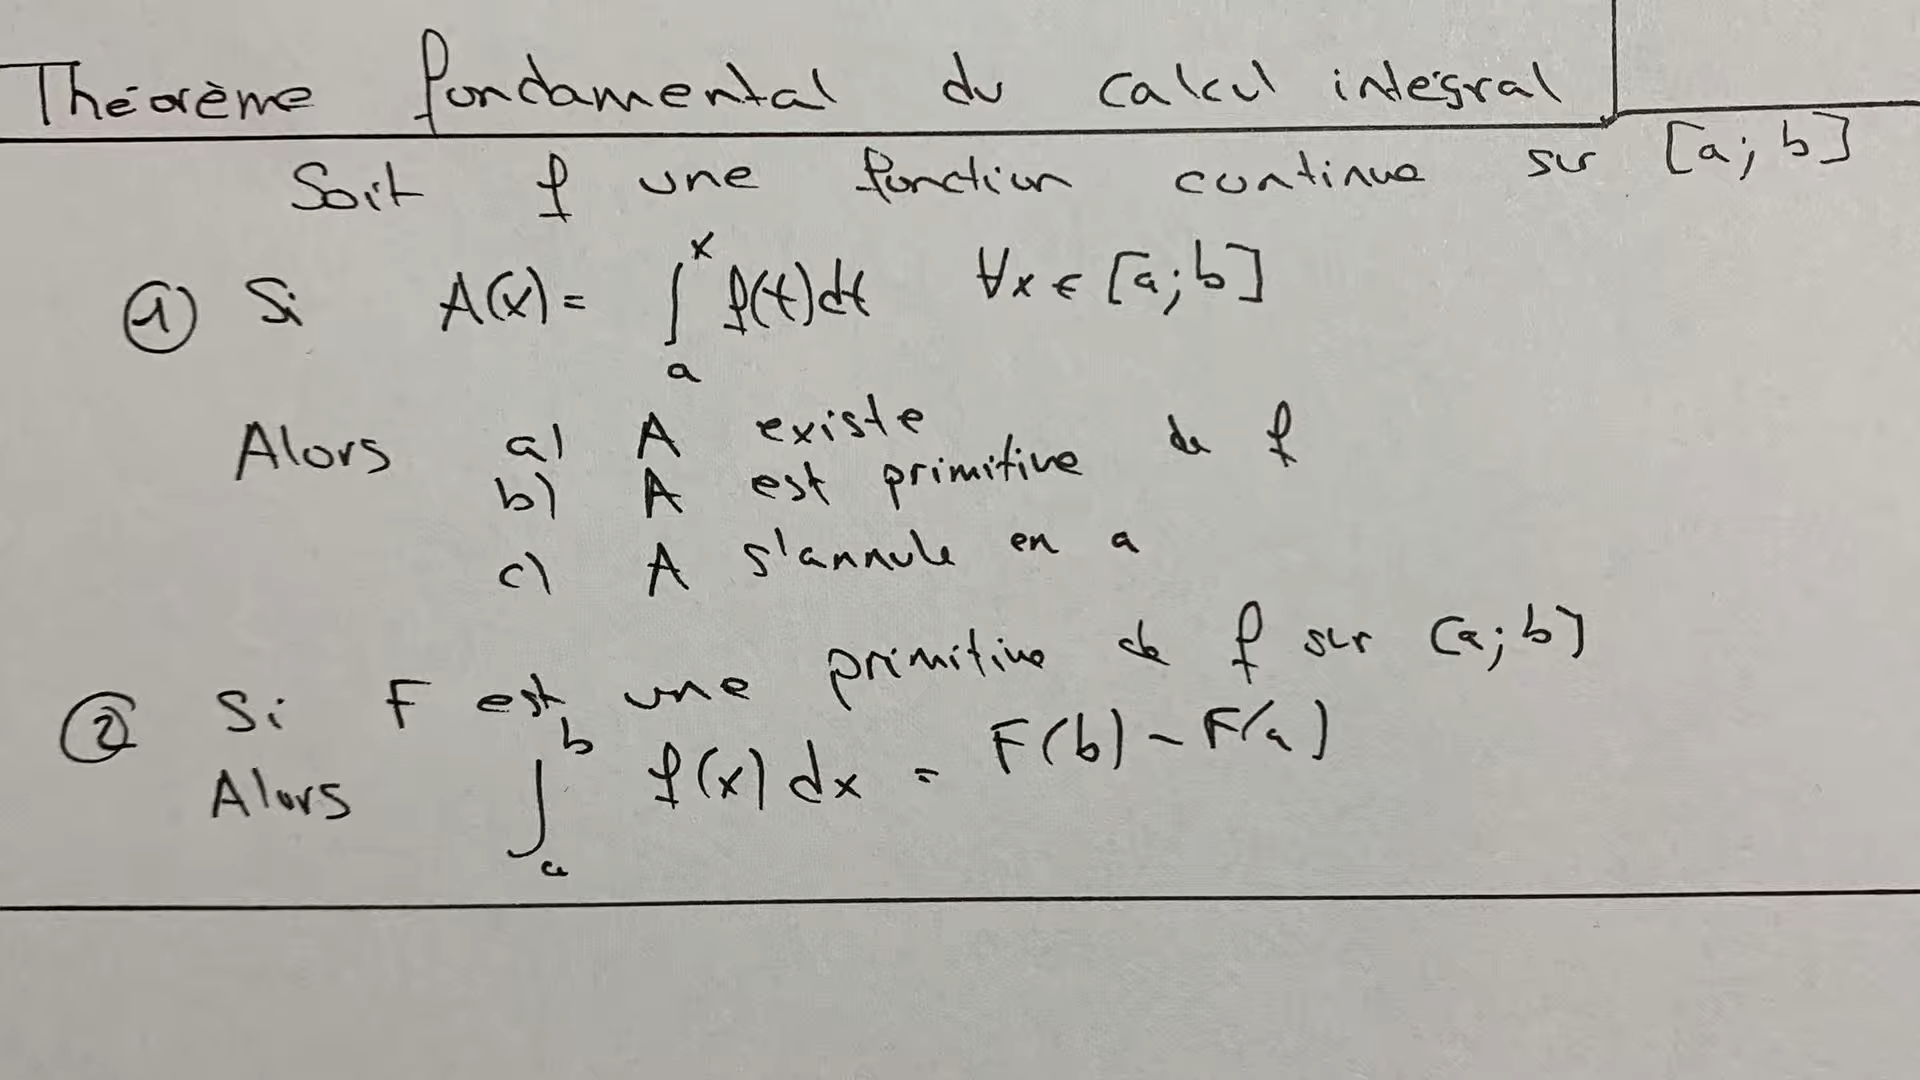 Théorème fondamental du calcul intégral
Soit f une fonction continue sur [a; b]
① Si A(x) = ∫ₐˣ f(t)dt ∀x ∈ [a; b]
Alors a) A existe
b) A est primitive de f
c) A s'annule en a
② Si F est une primitive de f sur [a; b]
Alors ∫ₐᵇ f(x) dx = F(b) - F(a)